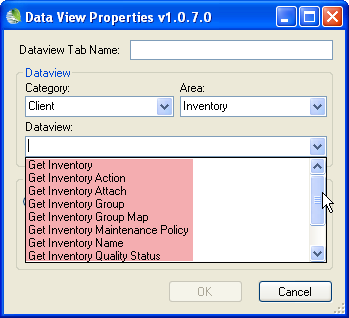 Data View Properties v1.0.7.0
Dataview Tab Name:
Dataview
Category:
Area:
Client
Inventory
Dataview:
Get Inventory
Get Inventory Action
Get Inventory Attach
Get Inventory Group
Get Inventory Group Map
Get Inventory Maintenance Policy
Get Inventory Name
Get Inventory Quality Status
OK
Cancel